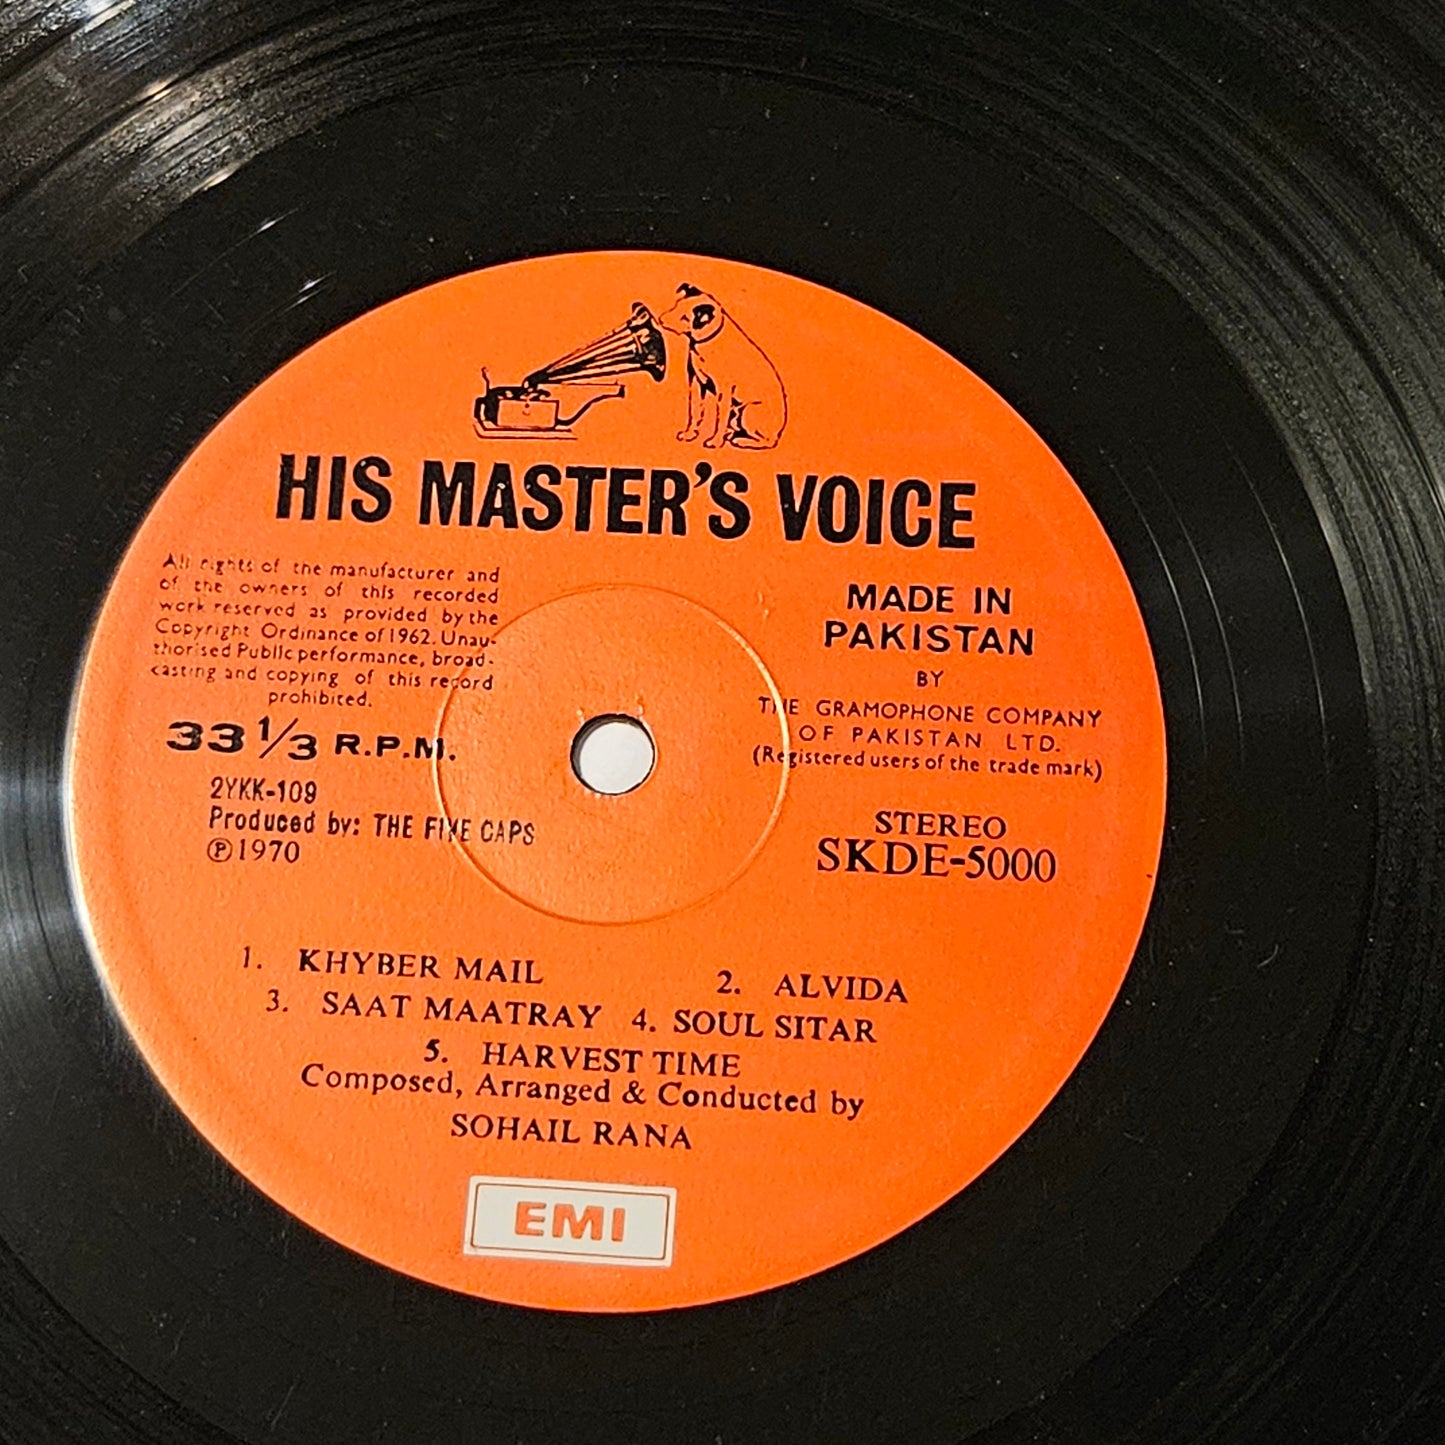 HIS MASTER'S VOICE
All rights of the manufacturer and
of the owners of this recorded
work reserved as provided by the
Copyright Ordinance of 1962. Unau-
thorised Public performance, broad-
casting and copying of this record
prohibited.
33 1/3 R.P.M.
2YKK-109
Produced by: THE FIVE CAPS
℗ 1970
MADE IN
PAKISTAN
BY
THE GRAMOPHONE COMPANY
OF PAKISTAN LTD.
(Registered users of the trade mark)
STEREO
SKDE-5000
1. KHYBER MAIL 2. ALVIDA
3. SAAT MAATRAY 4. SOUL SITAR
5. HARVEST TIME
Composed, Arranged & Conducted by
SOHAIL RANA
EMI